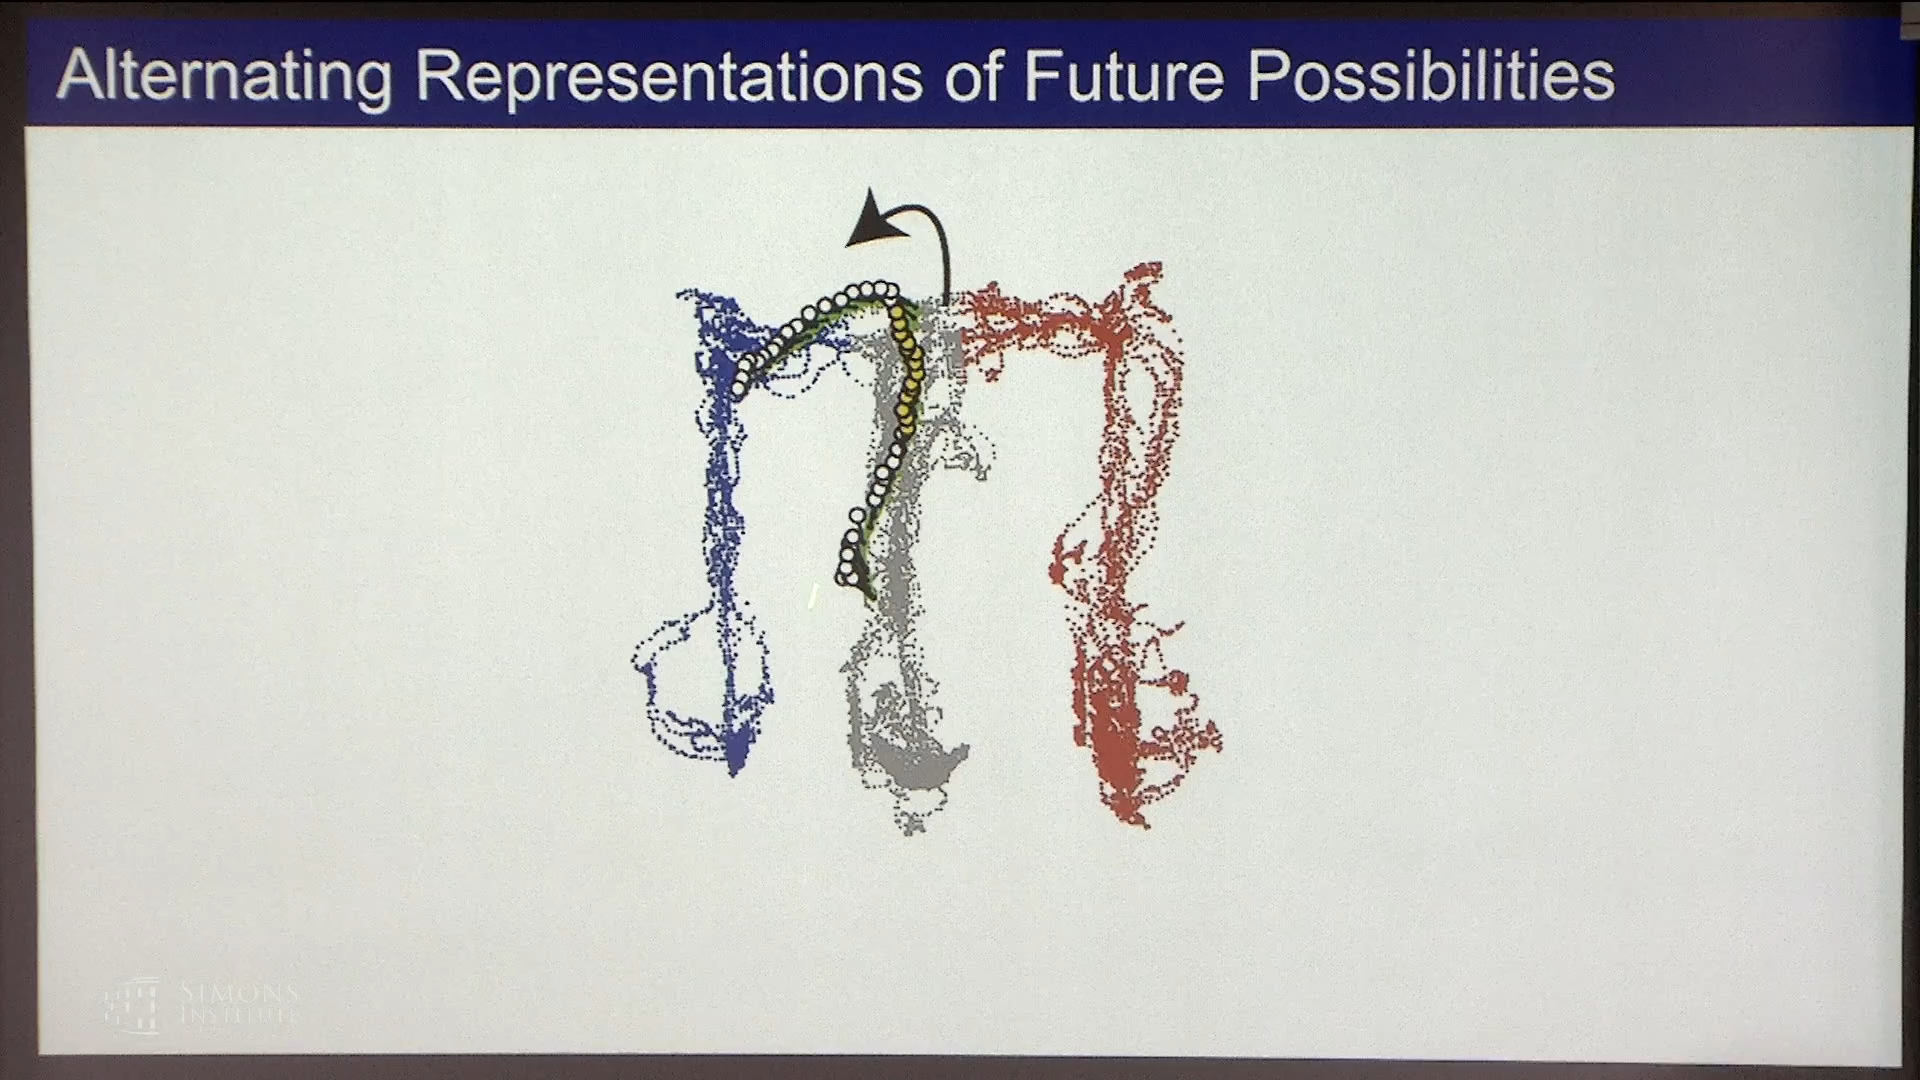 Alternating Representations of Future Possibilities
SIMONS
INSTITUTE